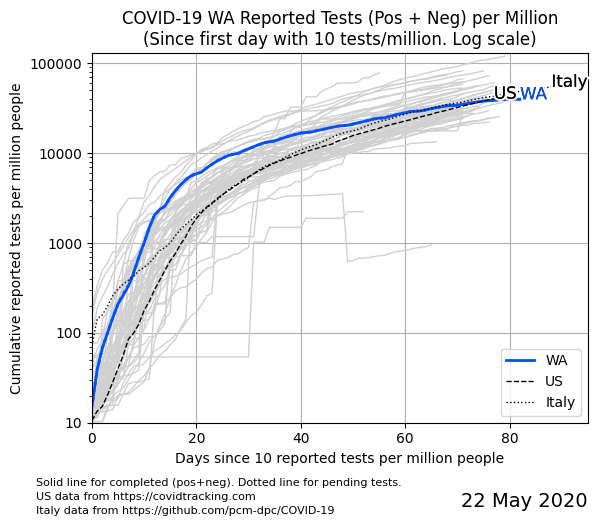 COVID-19 WA Reported Tests (Pos + Neg) per Million
(Since first day with 10 tests/million. Log scale)
Cumulative reported tests per million people
100000
10000
1000
100
10
US WA Italy
WA
US
Italy
0 20 40 60 80
Days since 10 reported tests per million people
Solid line for completed (pos+neg). Dotted line for pending tests.
US data from https://covidtracking.com
Italy data from https://github.com/pcm-dpc/COVID-19
22 May 2020